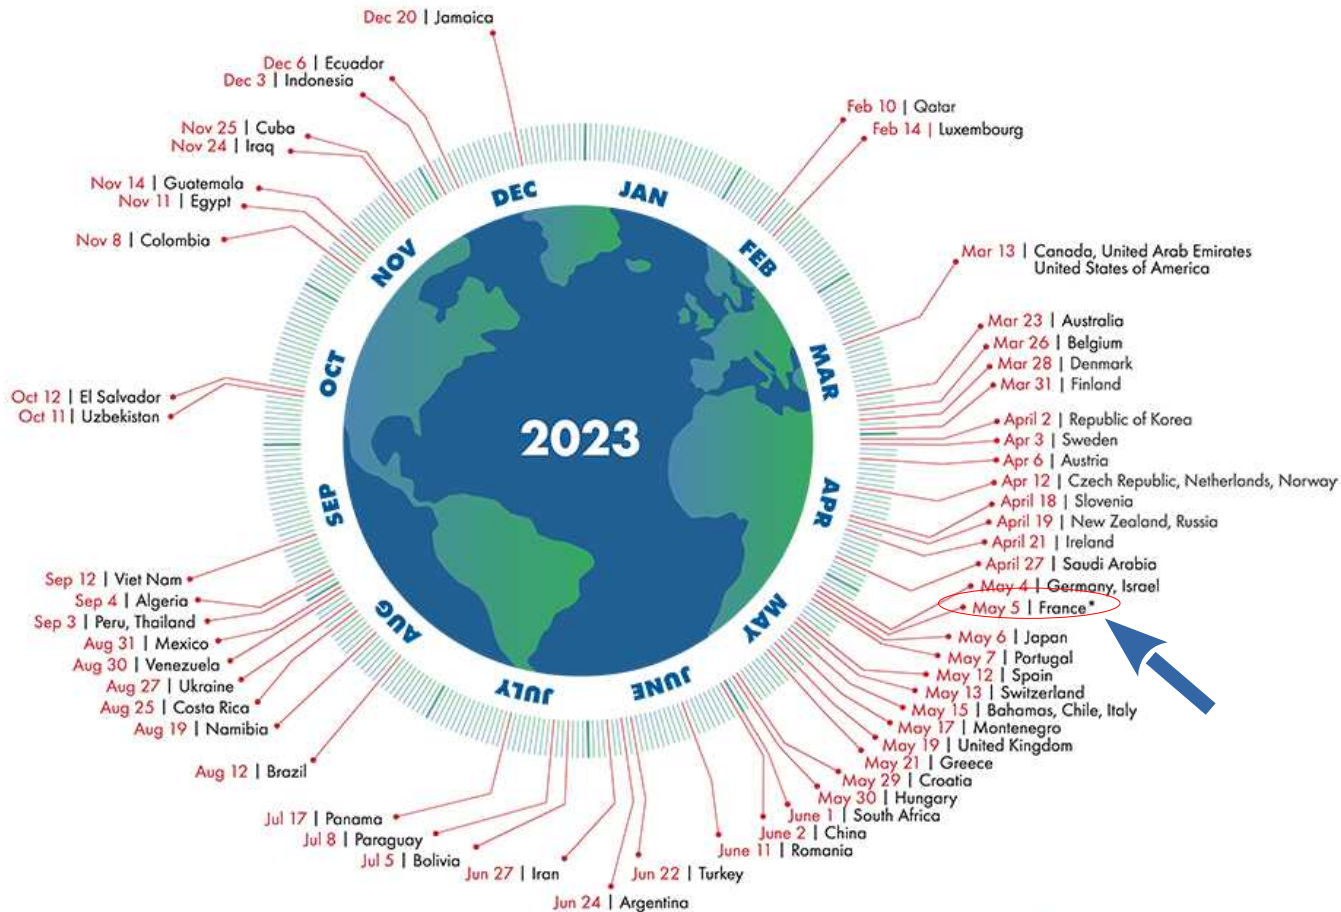 Dec 20 | Jamaica
Dec 6 | Ecuador
Dec 3 | Indonesia
Nov 25 | Cuba
Nov 24 | Iraq
Nov 14 | Guatemala
Nov 11 | Egypt
Nov 8 | Colombia
Oct 12 | El Salvador
Oct 11 | Uzbekistan
Sep 12 | Viet Nam
Sep 4 | Algeria
Sep 3 | Peru, Thailand
Aug 31 | Mexico
Aug 30 | Venezuela
Aug 27 | Ukraine
Aug 25 | Costa Rica
Aug 19 | Namibia
Aug 12 | Brazil
Jul 17 | Panama
Jul 8 | Paraguay
Jul 5 | Bolivia
Jun 27 | Iran
Jun 24 | Argentina
Jun 22 | Turkey
JAN
FEB
MAR
APR
MAY
JUNE
JULY
AUG
SEP
OCT
NOV
DEC
2023
Feb 10 | Qatar
Feb 14 | Luxembourg
Mar 13 | Canada, United Arab Emirates
United States of America
Mar 23 | Australia
Mar 26 | Belgium
Mar 28 | Denmark
Mar 31 | Finland
April 2 | Republic of Korea
Apr 3 | Sweden
Apr 6 | Austria
Apr 12 | Czech Republic, Netherlands, Norway
April 18 | Slovenia
April 19 | New Zealand, Russia
April 21 | Ireland
April 27 | Saudi Arabia
May 4 | Germany, Israel
May 5 | France*
May 6 | Japan
May 7 | Portugal
May 12 | Spain
May 13 | Switzerland
May 15 | Bahamas, Chile, Italy
May 17 | Montenegro
May 19 | United Kingdom
May 21 | Greece
May 29 | Croatia
May 30 | Hungary
June 1 | South Africa
June 2 | China
June 11 | Romania